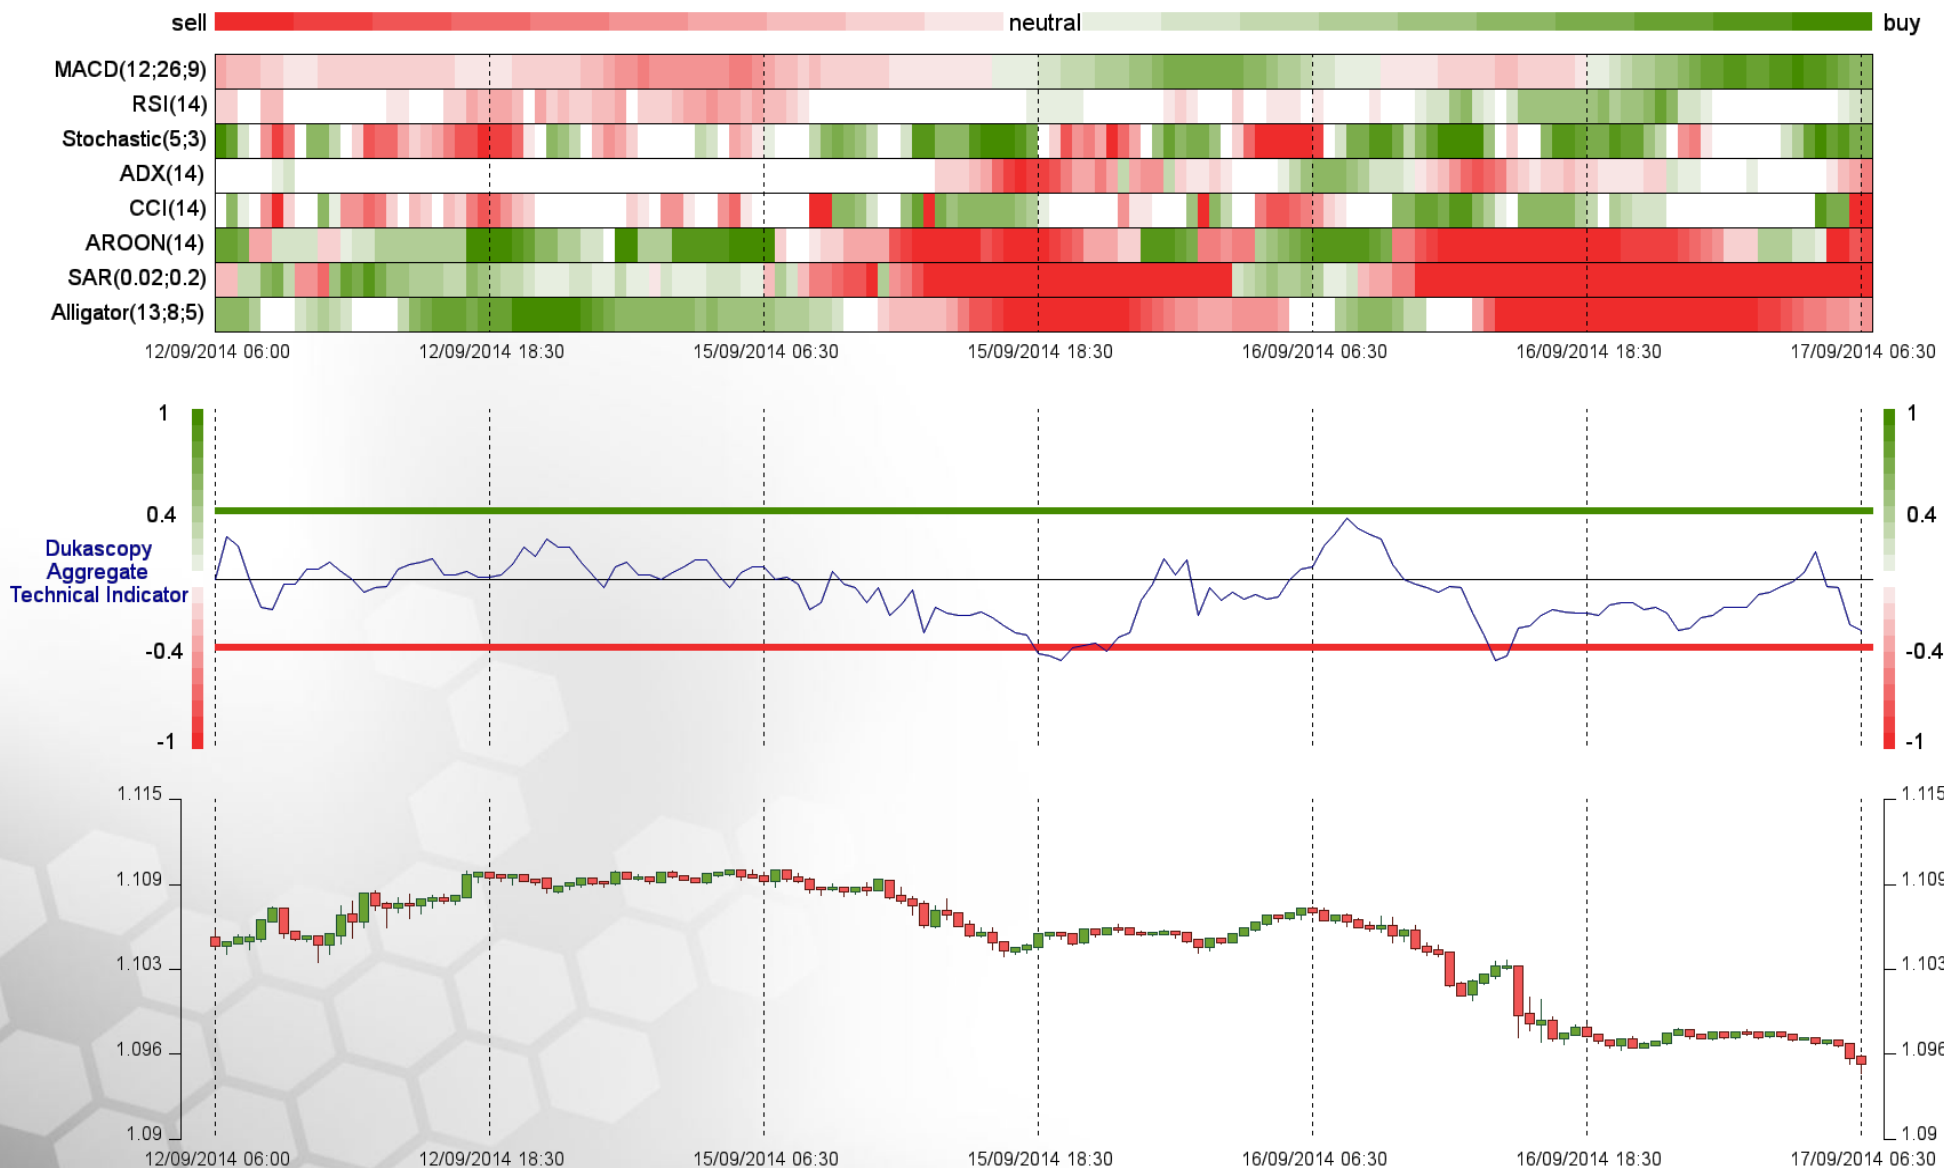 sell neutral buy
MACD(12;26;9)
RSI(14)
Stochastic(5;3)
ADX(14)
CCI(14)
AROON(14)
SAR(0.02;0.2)
Alligator(13;8;5)
12/09/2014 06:00 12/09/2014 18:30 15/09/2014 06:30 15/09/2014 18:30 16/09/2014 06:30 16/09/2014 18:30 17/09/2014 06:30
1 1
0.4 0.4
Dukascopy
Aggregate
Technical Indicator
-0.4 -0.4
-1 -1
1.115 1.115
1.109 1.109
1.103 1.103
1.096 1.096
1.09 1.09
12/09/2014 06:00 12/09/2014 18:30 15/09/2014 06:30 15/09/2014 18:30 16/09/2014 06:30 16/09/2014 18:30 17/09/2014 06:30